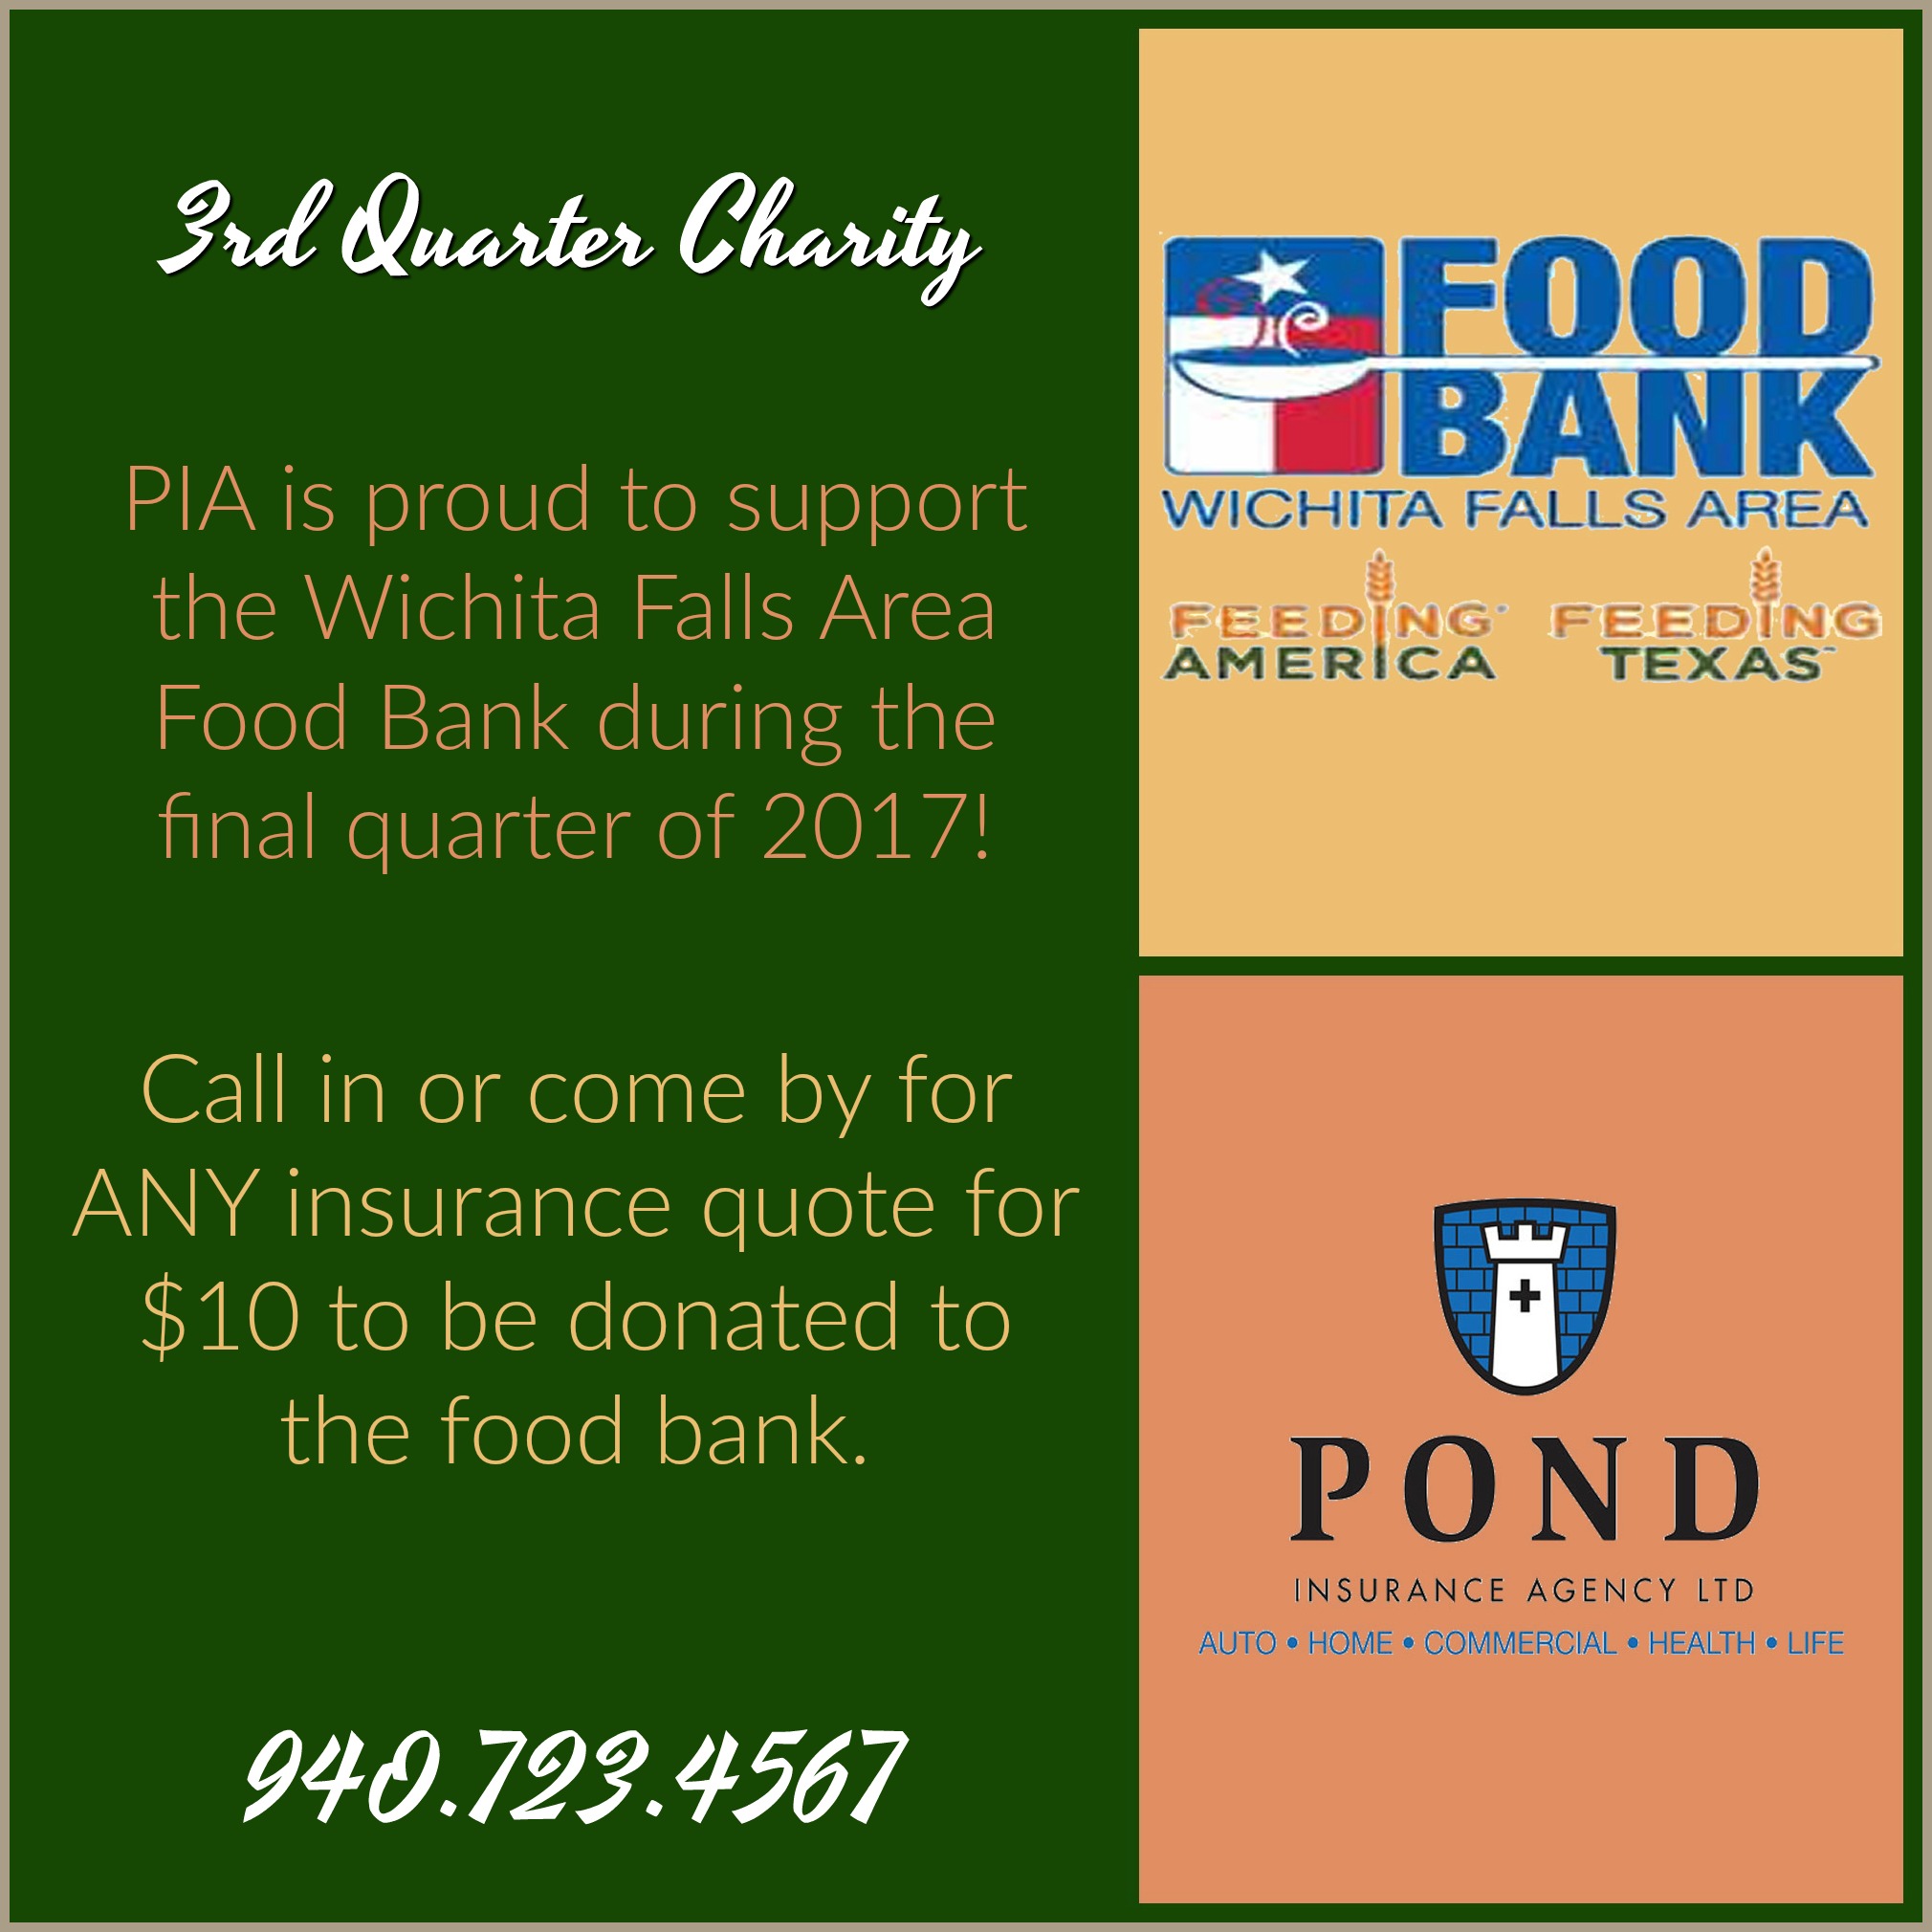 3rd Quarter Charity
PIA is proud to support
the Wichita Falls Area
Food Bank during the
final quarter of 2017!
Call in or come by for
ANY insurance quote for
$10 to be donated to
the food bank.
940.723.4567
FOOD
BANK
WICHITA FALLS AREA
FEEDING® FEEDING
AMERICA TEXAS™
POND
INSURANCE AGENCY LTD
AUTO • HOME • COMMERCIAL • HEALTH • LIFE